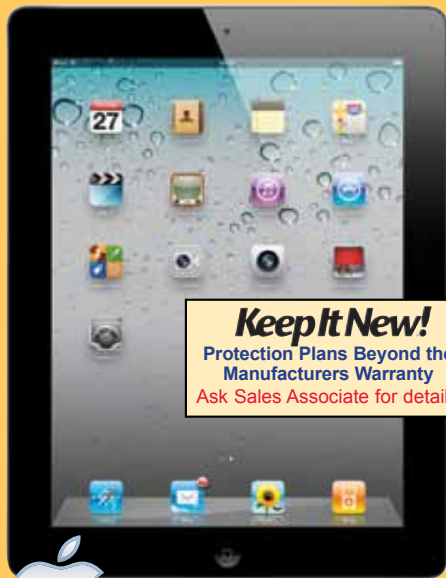 27
Keep It New!
Protection Plans Beyond the
Manufacturers Warranty
Ask Sales Associate for detail